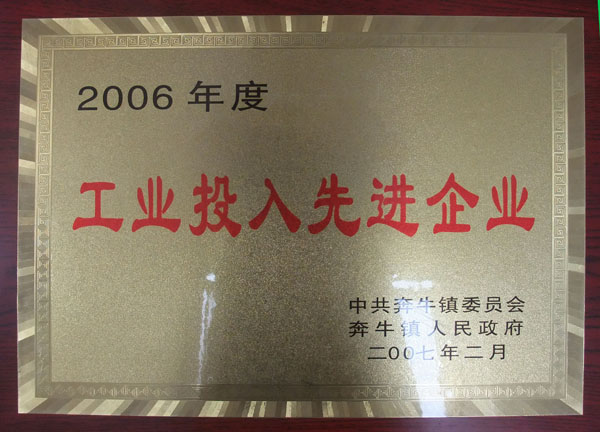 2006 年度
工业投入先进企业
中共奔牛镇委员会
奔牛镇人民政府
二00七年二月